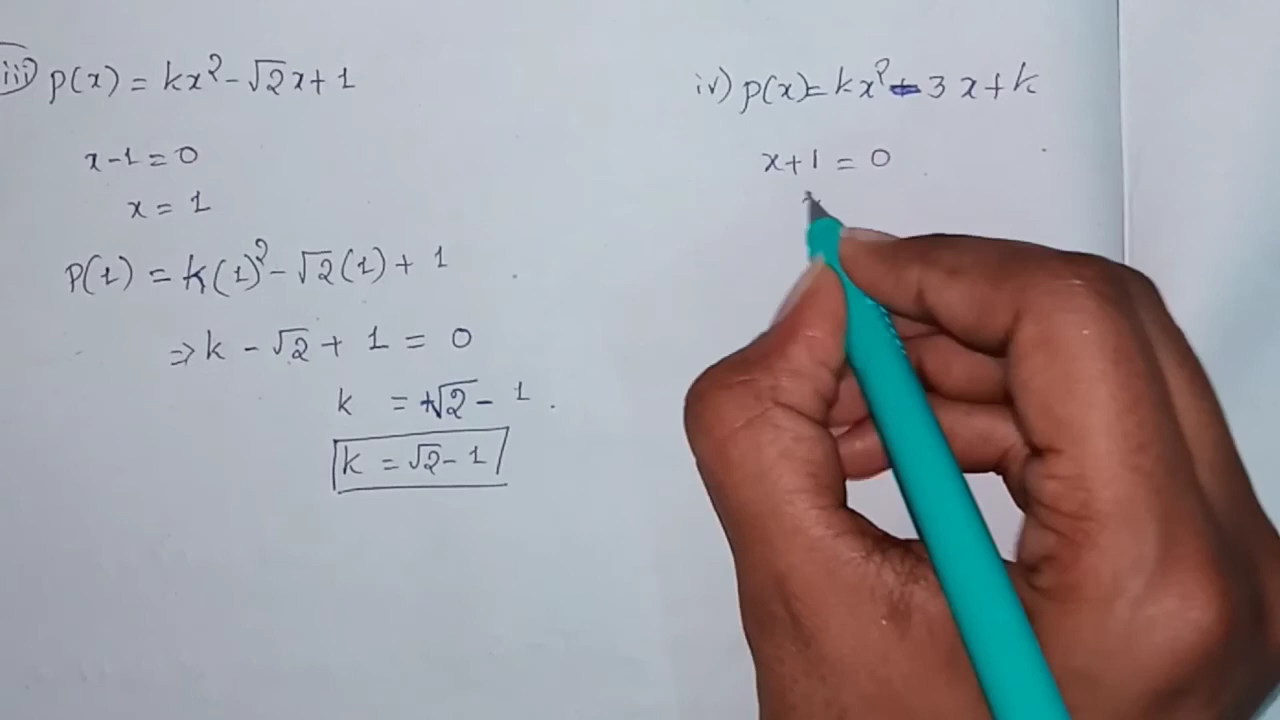 iii) p(x) = kx² - √2x + 1
x - 1 = 0
x = 1
P(1) = k(1)² - √2(1) + 1
⇒ k - √2 + 1 = 0
k = +√2 - 1.
k = √2 - 1
iv) p(x) = kx² - 3x + k
x + 1 = 0